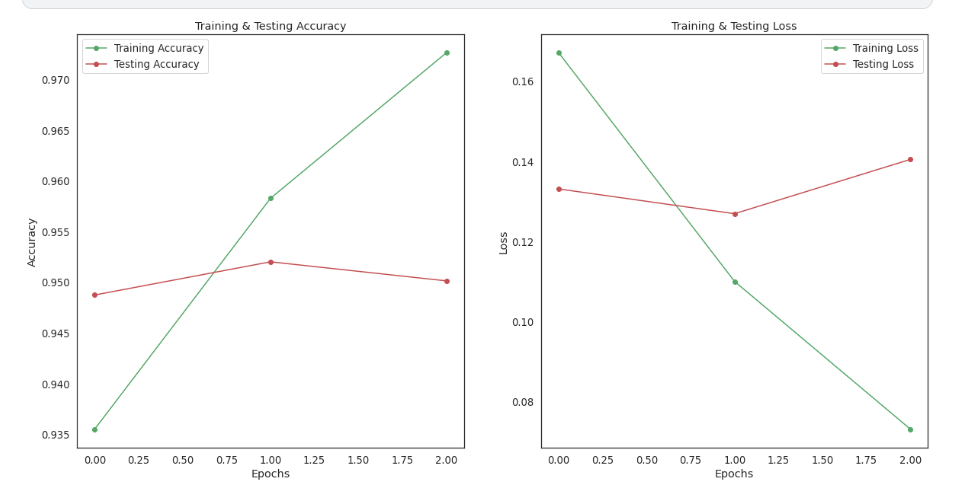 Training & Testing Accuracy
Training Accuracy
Testing Accuracy
0.970
0.965
0.960
0.955
0.950
0.945
0.940
0.935
Accuracy
0.00 0.25 0.50 0.75 1.00 1.25 1.50 1.75 2.00
Epochs
Training & Testing Loss
Training Loss
Testing Loss
0.16
0.14
0.12
0.10
0.08
Loss
0.00 0.25 0.50 0.75 1.00 1.25 1.50 1.75 2.00
Epochs